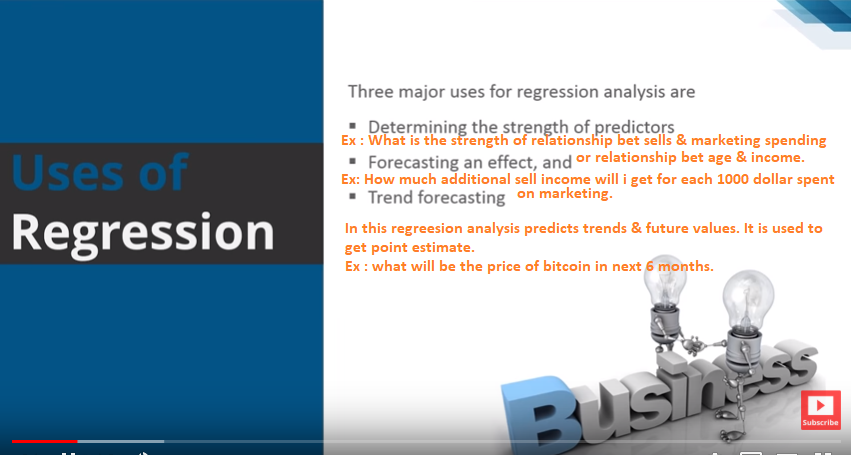 Uses of
Regression
Three major uses for regression analysis are
▪ Determining the strength of predictors
Ex : What is the strength of relationship bet sells & marketing spending
or relationship bet age & income.
▪ Forecasting an effect, and
Ex: How much additional sell income will i get for each 1000 dollar spent
on marketing.
▪ Trend forecasting
In this regreesion analysis predicts trends & future values. It is used to
get point estimate.
Ex : what will be the price of bitcoin in next 6 months.
Business
Subscribe